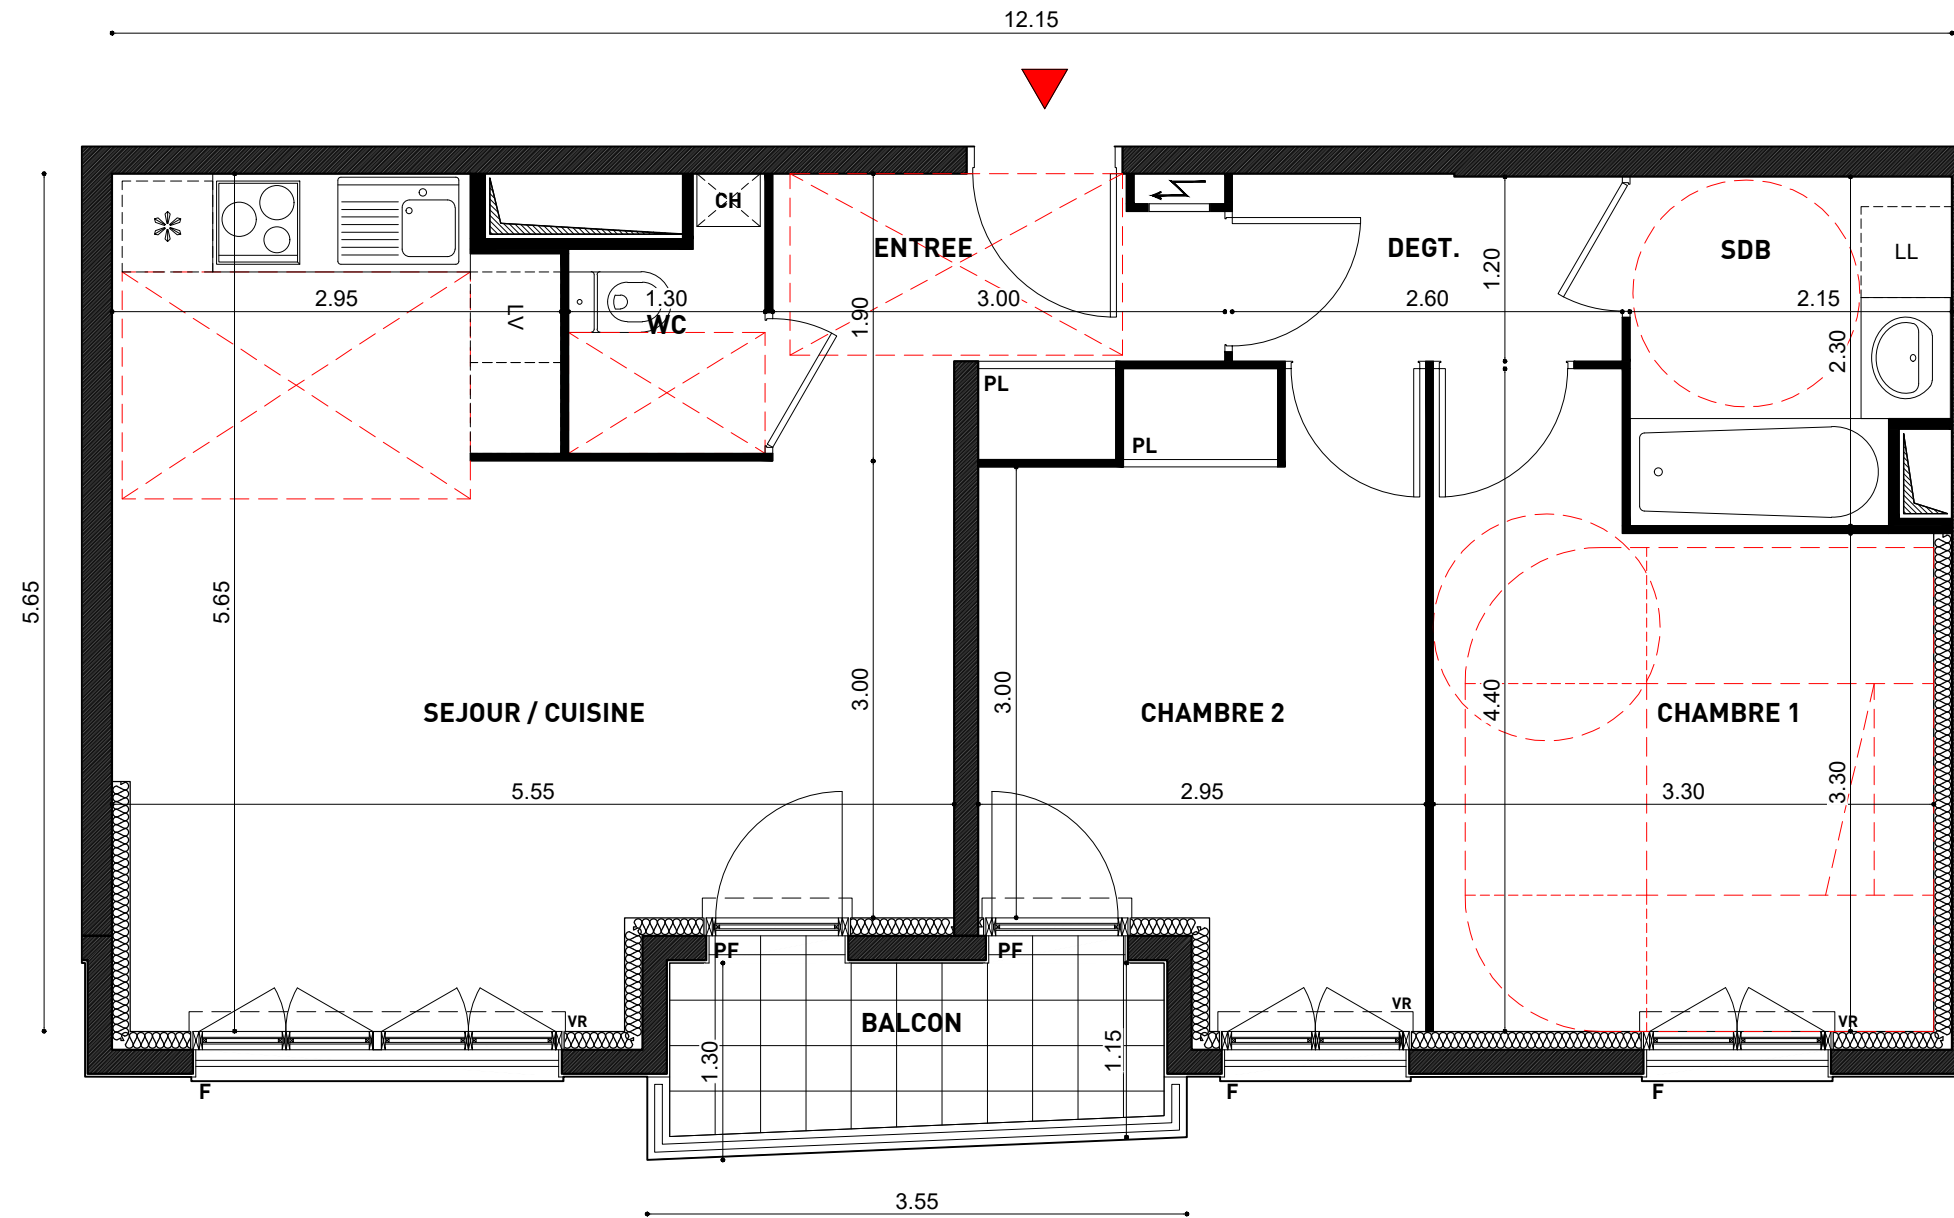 12.15
CH
ENTREE
DEGT.
SDB
LL
2.95
LV
1.30
WC
1.90
3.00
2.60
1.20
2.15
2.30
PL
PL
5.65
5.65
3.00
3.00
4.40
SEJOUR / CUISINE
CHAMBRE 2
CHAMBRE 1
5.55
2.95
3.30
3.30
PF
PF
VR
BALCON
VR
VR
1.30
1.15
F
F
F
3.55